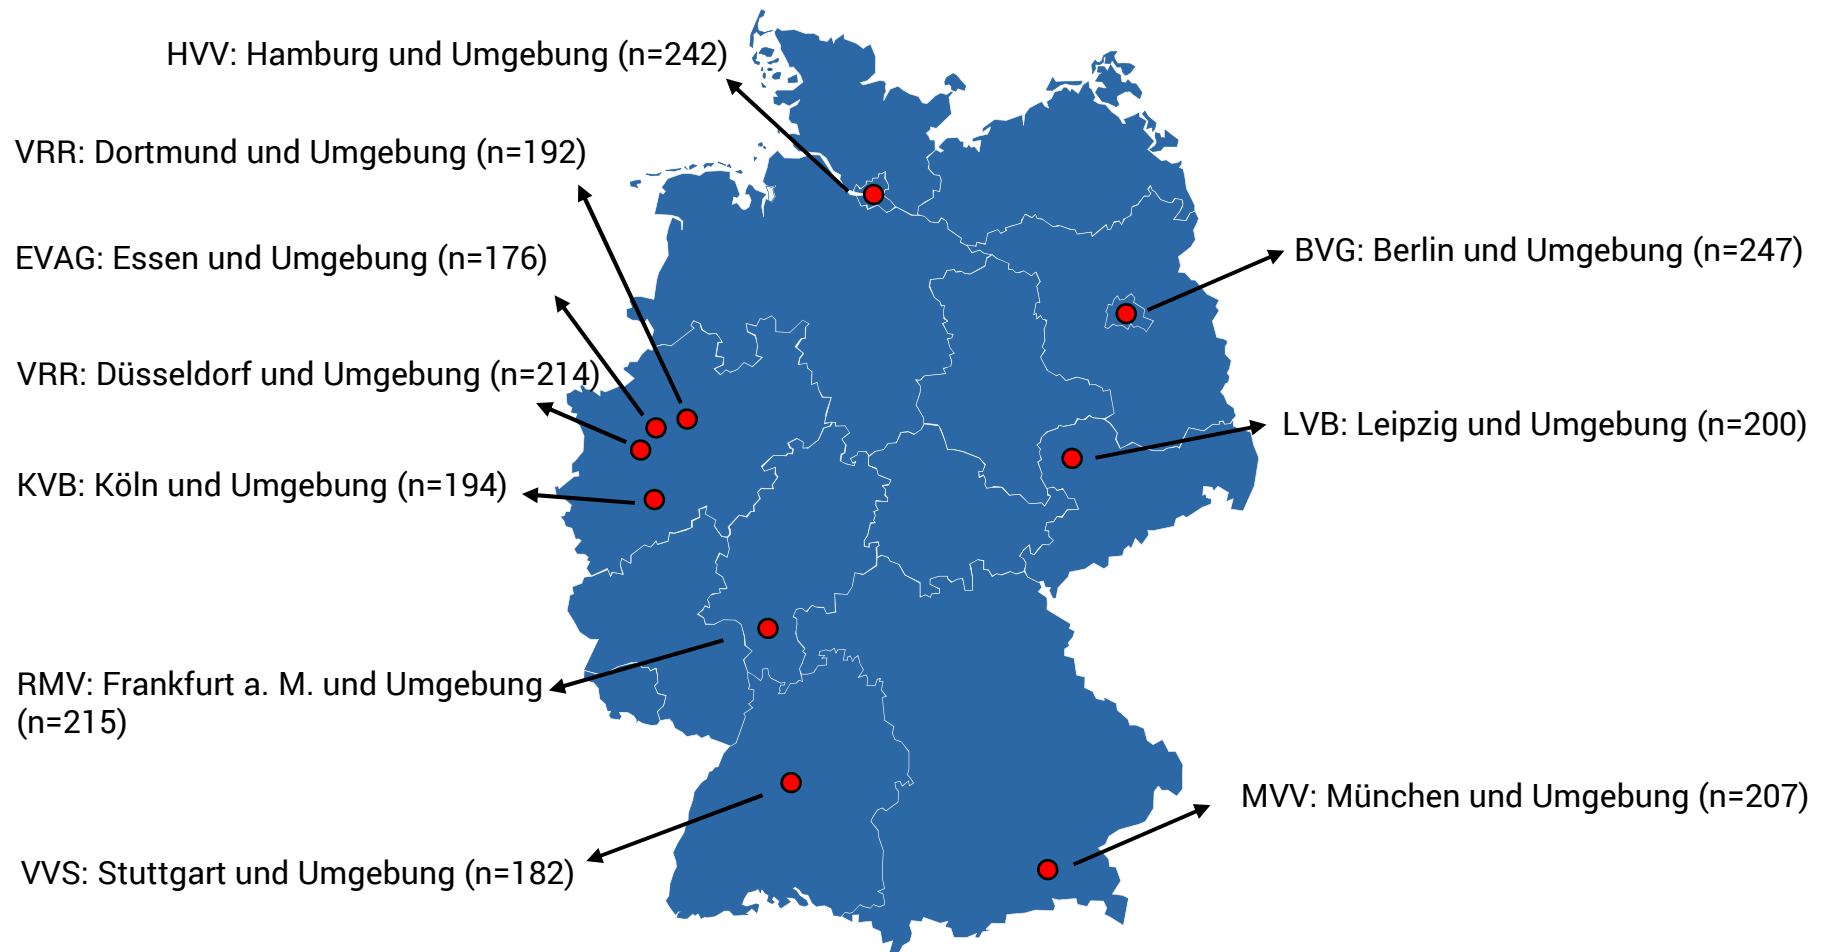 HVV: Hamburg und Umgebung (n=242)
VRR: Dortmund und Umgebung (n=192)
EVAG: Essen und Umgebung (n=176)
VRR: Düsseldorf und Umgebung (n=214)
KVB: Köln und Umgebung (n=194)
RMV: Frankfurt a. M. und Umgebung
(n=215)
VVS: Stuttgart und Umgebung (n=182)
BVG: Berlin und Umgebung (n=247)
LVB: Leipzig und Umgebung (n=200)
MVV: München und Umgebung (n=207)